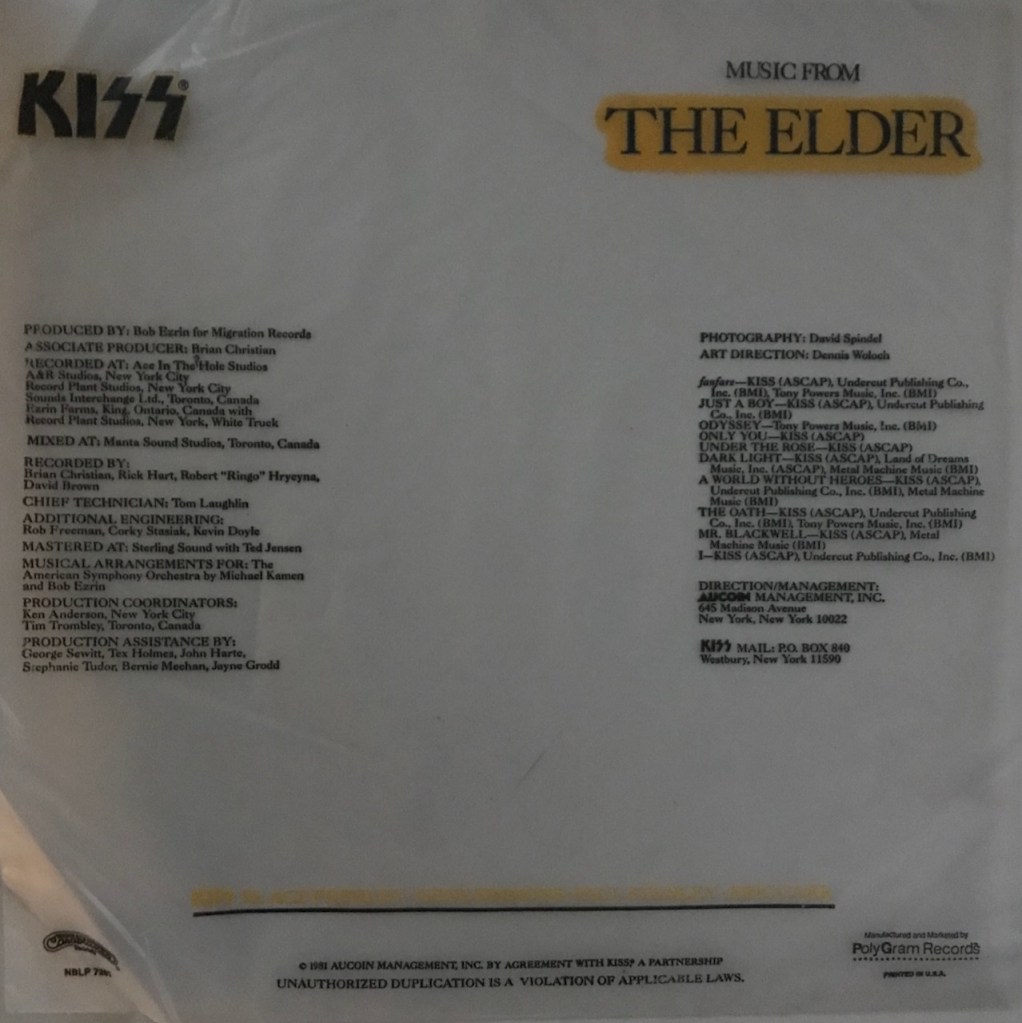 KISS®
MUSIC FROM
THE ELDER
PRODUCED BY: Bob Ezrin for Migration Records
ASSOCIATE PRODUCER: Brian Christian
RECORDED AT: Ace In The Hole Studios
A&R Studios, New York City
Record Plant Studios, New York City
Sounds Interchange Ltd., Toronto, Canada
Ezrin Farms, King, Ontario, Canada with
Record Plant Studios, New York, White Truck
MIXED AT: Manta Sound Studios, Toronto, Canada
RECORDED BY:
Brian Christian, Rick Hart, Robert "Ringo" Hrycyna,
David Brown
CHIEF TECHNICIAN: Tom Laughlin
ADDITIONAL ENGINEERING:
Rob Freeman, Corky Stasiak, Kevin Doyle
MASTERED AT: Sterling Sound with Ted Jensen
MUSICAL ARRANGEMENTS FOR: The
American Symphony Orchestra by Michael Kamen
and Bob Ezrin
PRODUCTION COORDINATORS:
Ken Anderson, New York City
Tim Trombley, Toronto, Canada
PRODUCTION ASSISTANCE BY:
George Sewitt, Tex Holmes, John Harte,
Stephanie Tudor, Bernie Meehan, Jayne Grodd
PHOTOGRAPHY: David Spindel
ART DIRECTION: Dennis Woloch
fanfare—KISS (ASCAP), Undercut Publishing Co.,
Inc. (BMI), Tony Powers Music, Inc. (BMI)
JUST A BOY—KISS (ASCAP), Undercut Publishing
Co., Inc. (BMI)
ODYSSEY—Tony Powers Music, Inc. (BMI)
ONLY YOU—KISS (ASCAP)
UNDER THE ROSE—KISS (ASCAP)
DARK LIGHT—KISS (ASCAP), Land of Dreams
Music, Inc. (ASCAP), Metal Machine Music (BMI)
A WORLD WITHOUT HEROES—KISS (ASCAP),
Undercut Publishing Co., Inc. (BMI), Metal Machine
Music (BMI)
THE OATH—KISS (ASCAP), Undercut Publishing
Co., Inc. (BMI), Tony Powers Music, Inc. (BMI)
MR. BLACKWELL—KISS (ASCAP), Metal
Machine Music (BMI)
I—KISS (ASCAP), Undercut Publishing Co., Inc. (BMI)
DIRECTION/MANAGEMENT:
AUCOIN MANAGEMENT, INC.
645 Madison Avenue
New York, New York 10022
KISS MAIL: P.O. BOX 840
Westbury, New York 11590
Casablanca
NBLP
© 1981 AUCOIN MANAGEMENT, INC. BY AGREEMENT WITH KISS® A PARTNERSHIP
UNAUTHORIZED DUPLICATION IS A VIOLATION OF APPLICABLE LAWS.
Manufactured and Marketed by
PolyGram Records
PRINTED IN U.S.A.